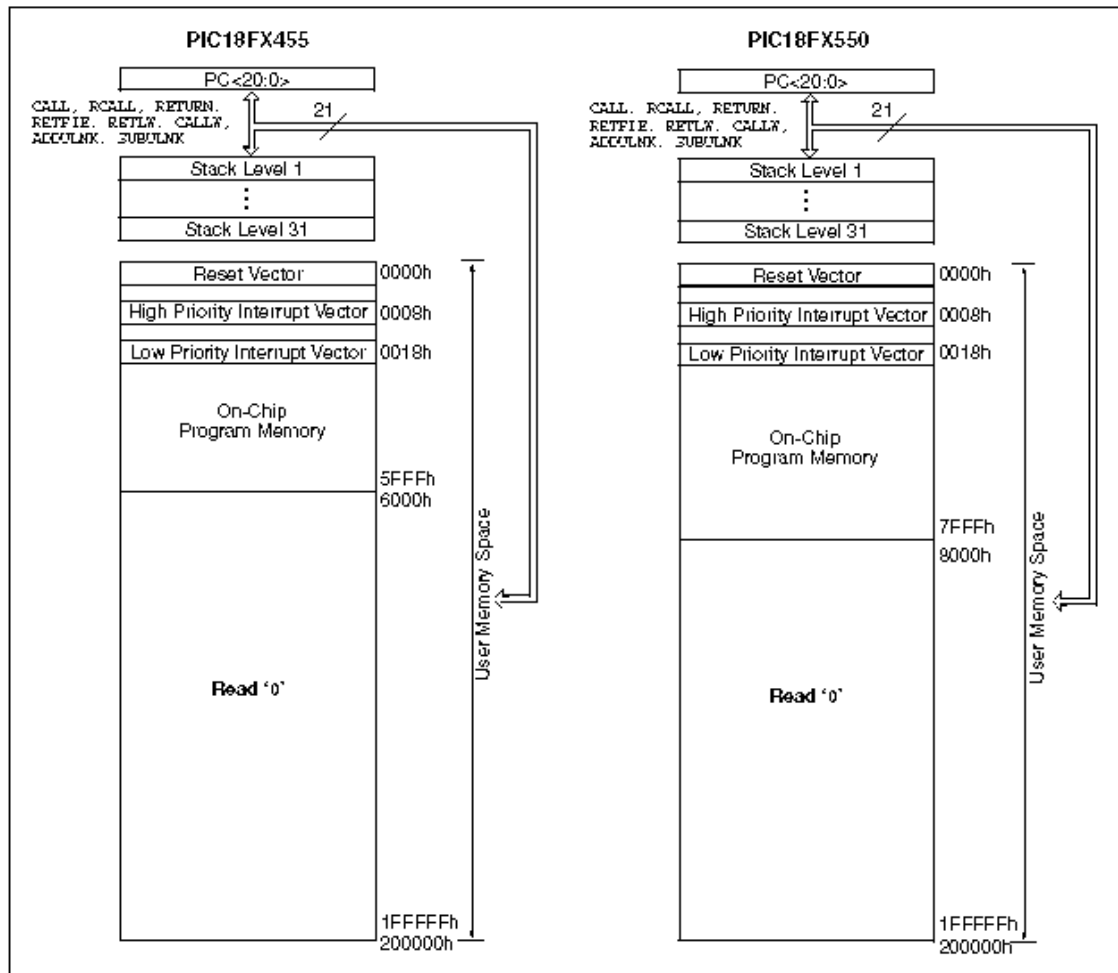 PIC18FX455
PC<20:0>
CALL, RCALL, RETURN.
RETFIE. RETLW. CALLW,
ADDULNK. SUBULNK
21
Stack Level 1
⋮
Stack Level 31
Reset Vector
0000h
High Priority Interrupt Vector
0008h
Low Priority Interrupt Vector
0018h
On-Chip
Program Memory
5FFFh
6000h
Read ‘0’
1FFFFFh
200000h
User Memory Space
PIC18FX550
PC<20:0>
CALL. RCALL, RETURN.
RETFIE. RETLW. CALLW,
ADDULNK. SUBULNK
21
Stack Level 1
⋮
Stack Level 31
Reset Vector
0000h
High Priority Interrupt Vector
0008h
Low Priority Interrupt Vector
0018h
On-Chip
Program Memory
7FFFh
8000h
Read ‘0’
1FFFFFh
200000h
User Memory Space